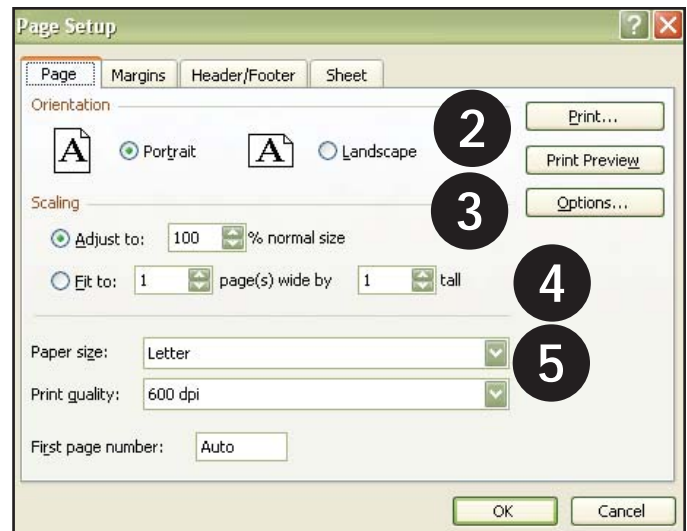 Page Setup
Page Margins Header/Footer Sheet
Orientation
A Portrait A Landscape
2
Print...
Print Preview
Scaling
3
Options...
Adjust to: 100 % normal size
Fit to: 1 page(s) wide by 1 tall
4
Paper size: Letter
5
Print quality: 600 dpi
First page number: Auto
OK Cancel